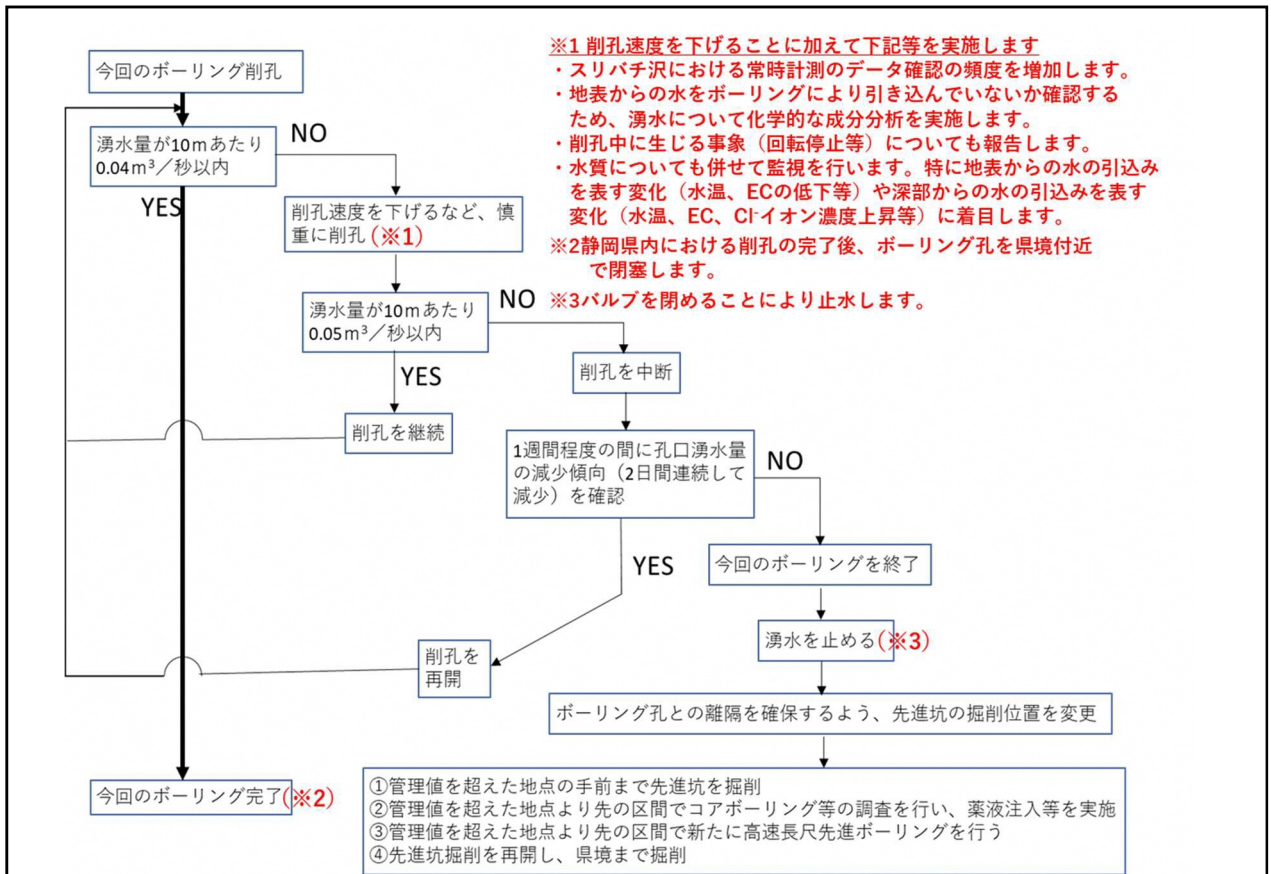 ※1 削孔速度を下げることに加えて下記等を実施します
・スリバチ沢における常時計測のデータ確認の頻度を増加します。
・地表からの水をボーリングにより引き込んでいないか確認する
ため、湧水について化学的な成分分析を実施します。
・削孔中に生じる事象（回転停止等）についても報告します。
・水質についても併せて監視を行います。特に地表からの水の引込み
を表す変化（水温、ECの低下等）や深部からの水の引込みを表す
変化（水温、EC、Cl⁻イオン濃度上昇等）に着目します。
※2静岡県内における削孔の完了後、ボーリング孔を県境付近
で閉塞します。
※3バルブを閉めることにより止水します。
今回のボーリング削孔
湧水量が10mあたり
0.04m³／秒以内
NO
YES
削孔速度を下げるなど、慎
重に削孔(※1)
湧水量が10mあたり
0.05m³／秒以内
NO
YES
削孔を中断
削孔を継続
1週間程度の間に孔口湧水量
の減少傾向（2日間連続して
減少）を確認
NO
YES
今回のボーリングを終了
湧水を止める(※3)
削孔を
再開
ボーリング孔との離隔を確保するよう、先進坑の掘削位置を変更
今回のボーリング完了(※2)
①管理値を超えた地点の手前まで先進坑を掘削
②管理値を超えた地点より先の区間でコアボーリング等の調査を行い、薬液注入等を実施
③管理値を超えた地点より先の区間で新たに高速長尺先進ボーリングを行う
④先進坑掘削を再開し、県境まで掘削